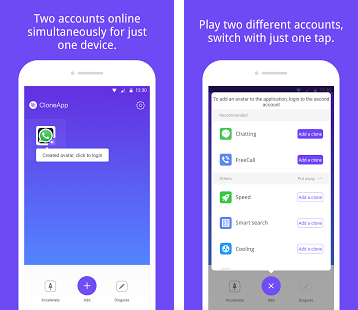 Two accounts online
simultaneously for just
one device.
12:30
CloneApp
Created avatar, click to login
Accelerate
Add
Disguise
Play two different accounts,
switch with just one tap.
12:30
To add an avatar to the application, login to the second
account
Recommended
Chatting
Add a clone
FreeCall
Add a clone
Others
Put away
Speed
Add a clone
Smart search
Add a clone
Cooling
Add a clone
Accelerate
Add
Disguise